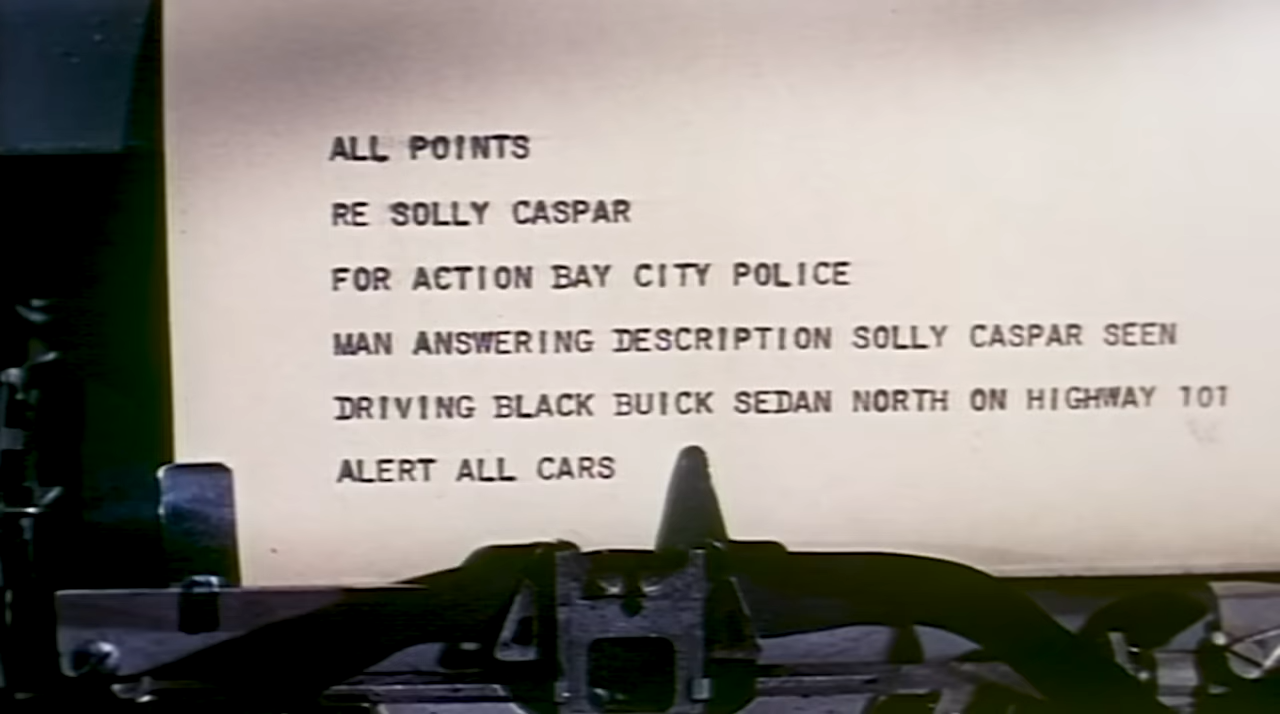 ALL POINTS
RE SOLLY CASPAR
FOR ACTION BAY CITY POLICE
MAN ANSWERING DESCRIPTION SOLLY CASPAR SEEN
DRIVING BLACK BUICK SEDAN NORTH ON HIGHWAY 101
ALERT ALL CARS